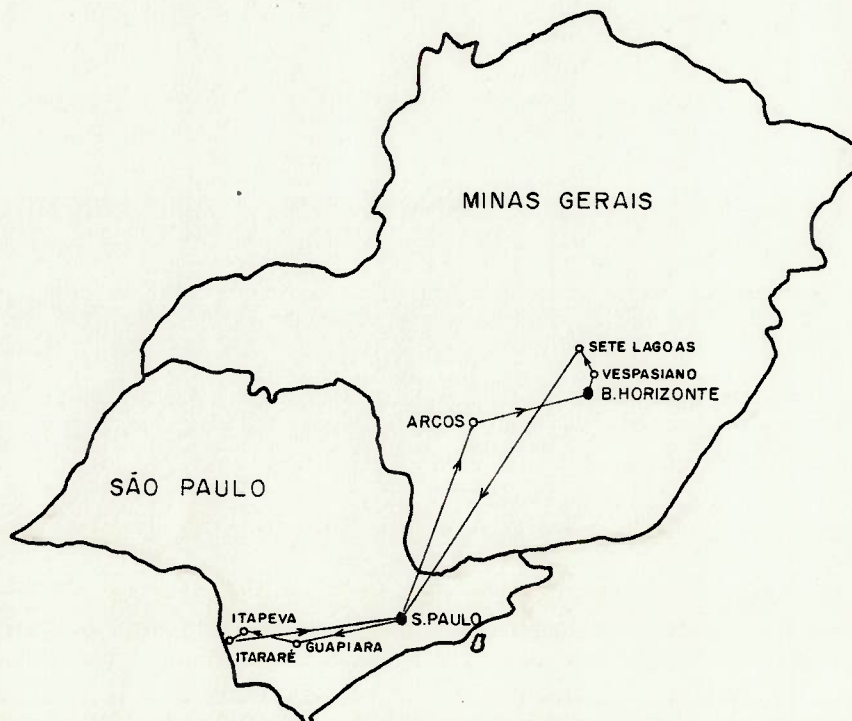 MINAS GERAIS
SETE LAGOAS
VESPASIANO
B.HORIZONTE
ARCOS
SÃO PAULO
ITAPEVA
S.PAULO
ITARARÉ
GUAPIARA